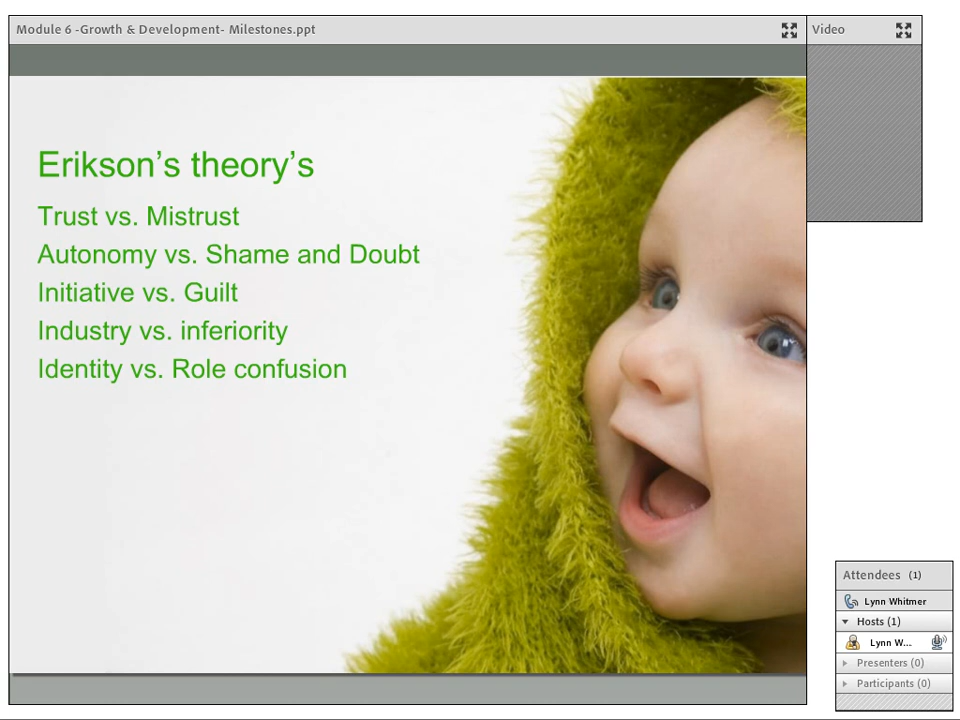 Module 6 -Growth & Development- Milestones.ppt
Video
Erikson’s theory’s
Trust vs. Mistrust
Autonomy vs. Shame and Doubt
Initiative vs. Guilt
Industry vs. inferiority
Identity vs. Role confusion
Attendees (1)
Lynn Whitmer
Hosts (1)
Lynn W...
Presenters (0)
Participants (0)